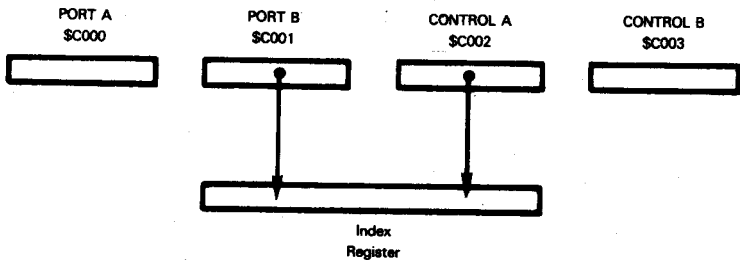 PORT A
$C000
PORT B
$C001
CONTROL A
$C002
CONTROL B
$C003
Index
Register